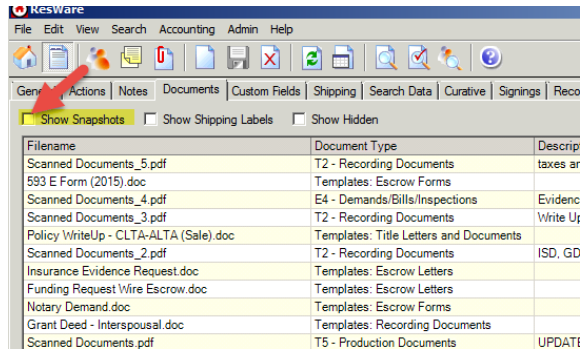 ResWare
File Edit View Search Accounting Admin Help
Actions Notes Documents Custom Fields Shipping Search Data Curative Signings
Show Snapshots Show Shipping Labels Show Hidden
Filename Document Type
Scanned Documents_5.pdf T2 - Recording Documents taxes
593 E Form (2015).doc Templates: Escrow Forms
Scanned Documents_4.pdf E4 - Demands/Bills/Inspections
Scanned Documents_3.pdf T2 - Recording Documents Write
Policy WriteUp - CLTA-ALTA (Sale).doc Templates: Title Letters and Documents
Scanned Documents_2.pdf T2 - Recording Documents ISD, GD
Insurance Evidence Request.doc Templates: Escrow Letters
Funding Request Wire Escrow.doc Templates: Escrow Letters
Notary Demand.doc Templates: Escrow Forms
Grant Deed - Interspousal.doc Templates: Recording Documents
Scanned Documents.pdf T5 - Production Documents